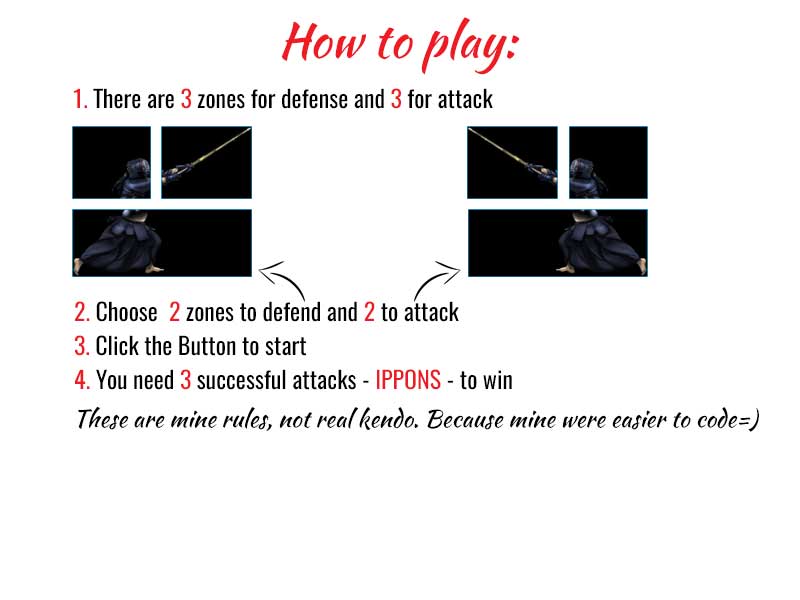 How to play:
1. There are 3 zones for defense and 3 for attack
2. Choose 2 zones to defend and 2 to attack
3. Click the Button to start
4. You need 3 successful attacks - IPPONS - to win
These are mine rules, not real kendo. Because mine were easier to code=)